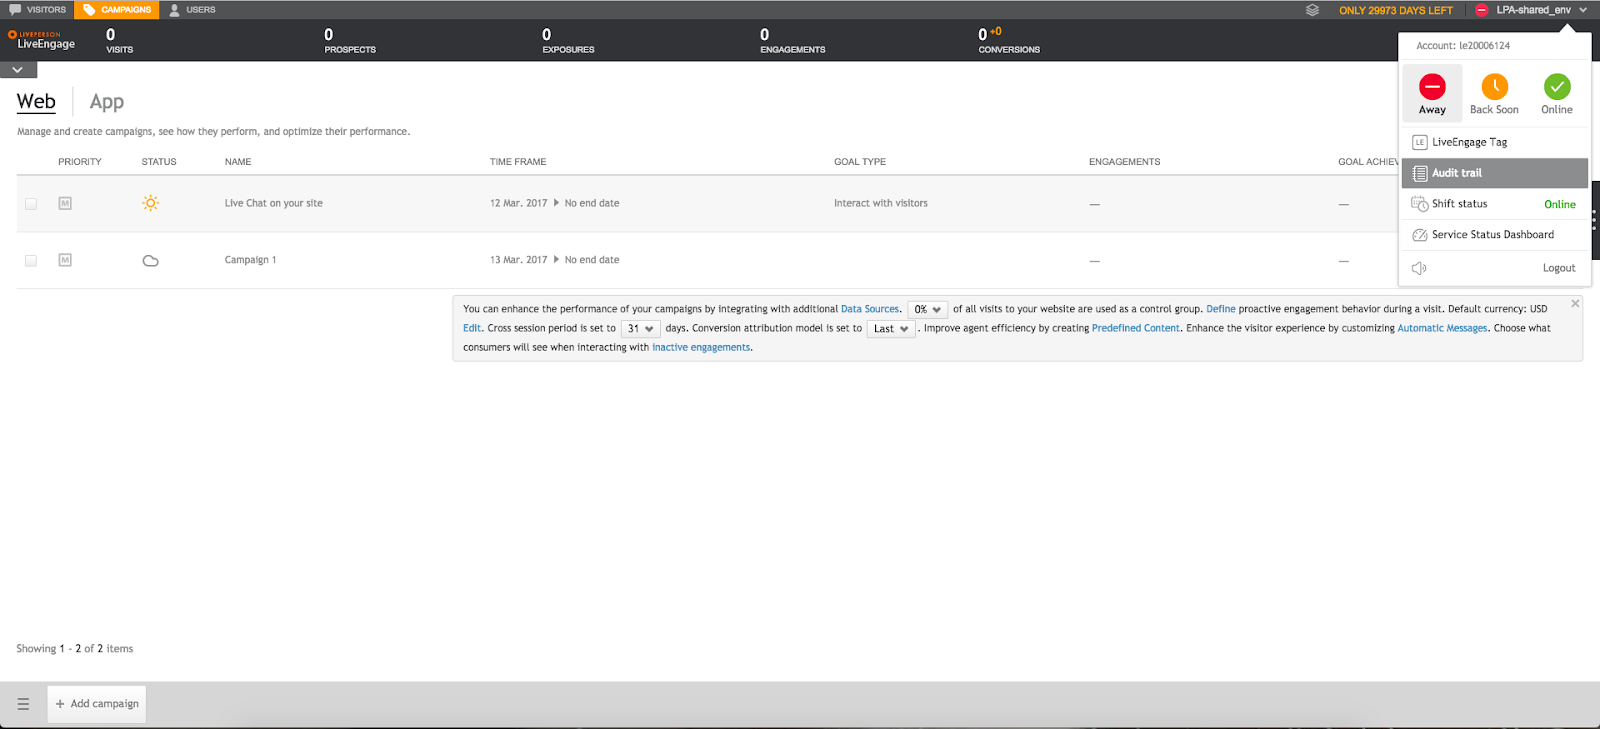 VISITORS CAMPAIGNS USERS ONLY 29973 DAYS LEFT LPA-shared_env
LIVEPERSON
LiveEngage
0 0 0 0 0 +0
VISITS PROSPECTS EXPOSURES ENGAGEMENTS CONVERSIONS
Account: le20006124
Away Back Soon Online
LE LiveEngage Tag
Audit trail
Shift status Online
Service Status Dashboard
Logout
Web App
Manage and create campaigns, see how they perform, and optimize their performance.
PRIORITY STATUS NAME TIME FRAME GOAL TYPE ENGAGEMENTS GOAL ACHIEV
M Live Chat on your site 12 Mar. 2017 No end date Interact with visitors — —
M Campaign 1 13 Mar. 2017 No end date — —
You can enhance the performance of your campaigns by integrating with additional Data Sources. 0% of all visits to your website are used as a control group. Define proactive engagement behavior during a visit. Default currency: USD
Edit. Cross session period is set to 31 days. Conversion attribution model is set to Last . Improve agent efficiency by creating Predefined Content. Enhance the visitor experience by customizing Automatic Messages. Choose what
consumers will see when interacting with inactive engagements.
Showing 1 - 2 of 2 items
+ Add campaign